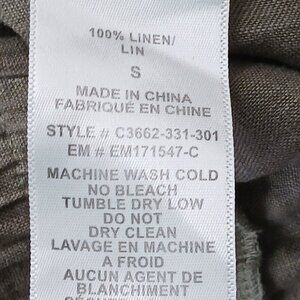 100% LINEN/
LIN
S
MADE IN CHINA
FABRIQUÉ EN CHINE
STYLE # C3662-331-301
EM # EM171547-C
MACHINE WASH COLD
NO BLEACH
TUMBLE DRY LOW
DO NOT
DRY CLEAN
LAVAGE EN MACHINE
A FROID
AUCUN AGENT DE
BLANCHIMENT